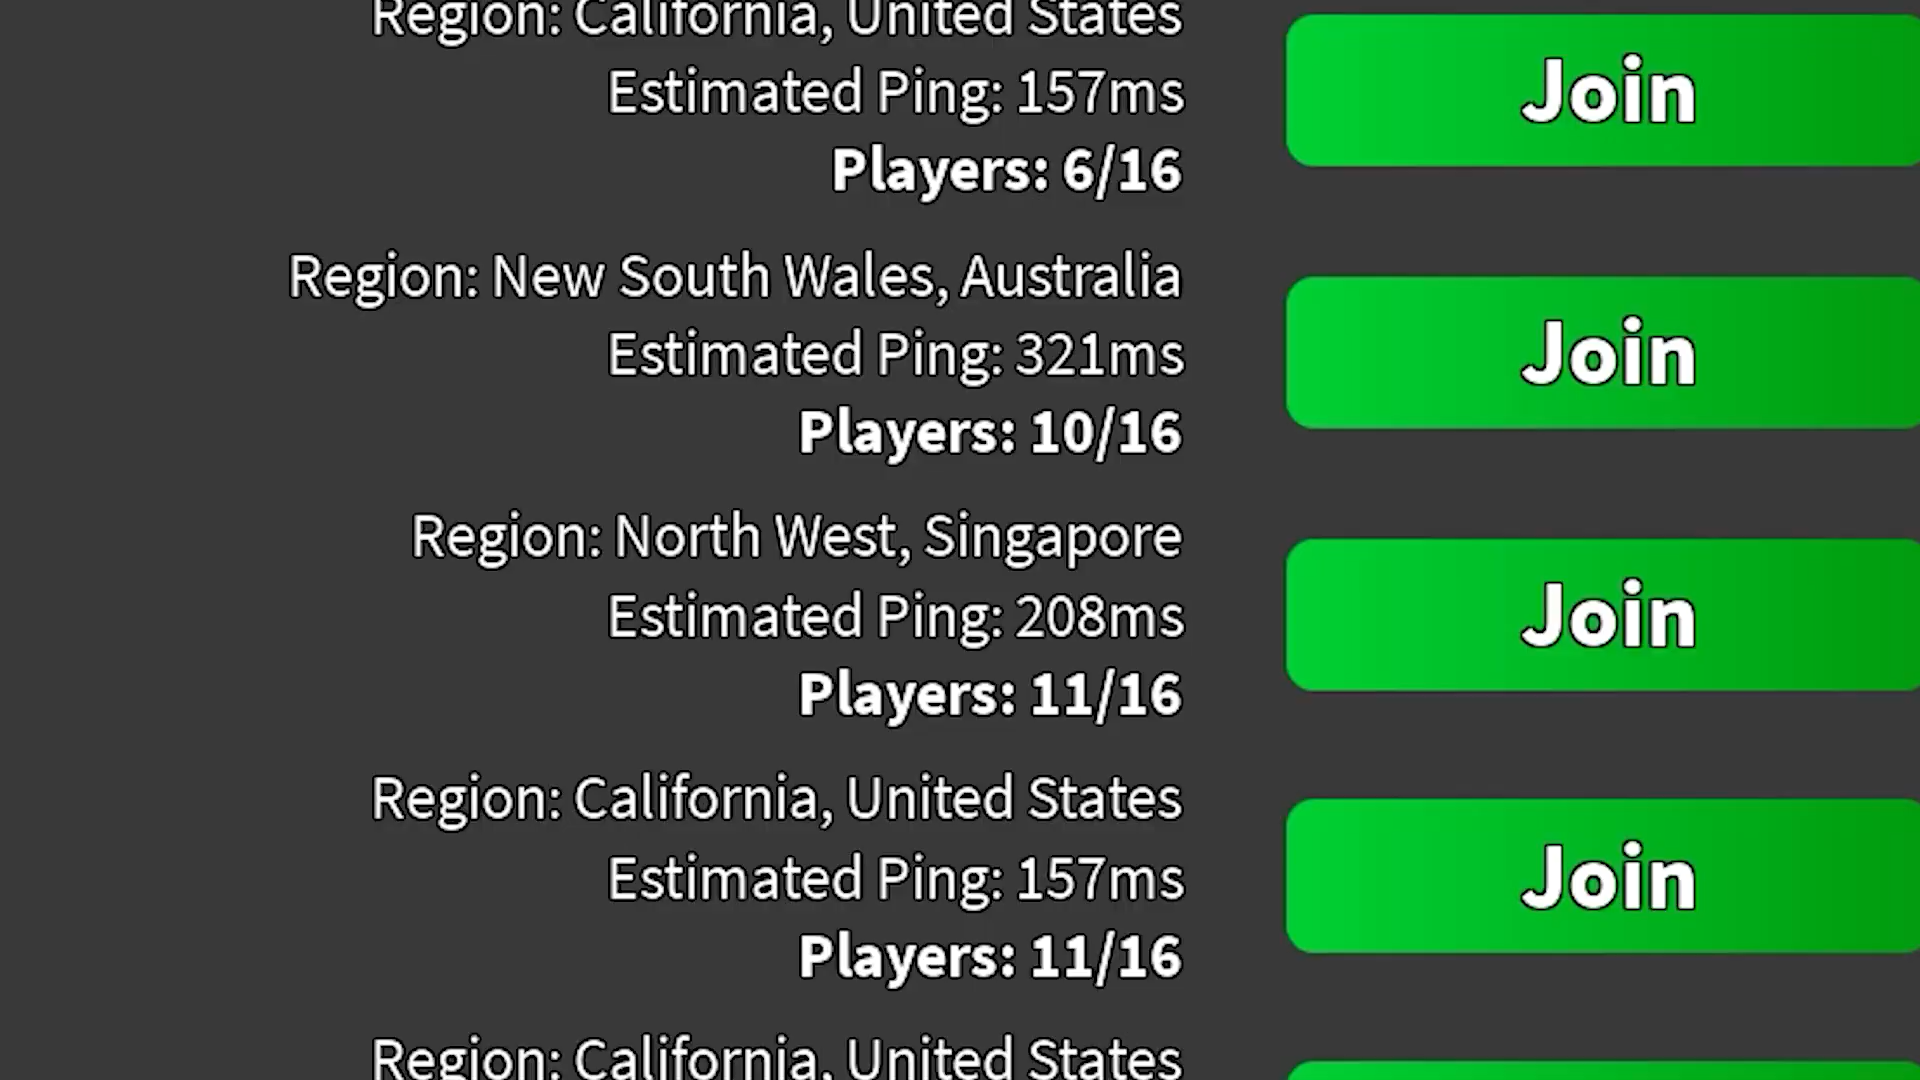 Region: California, United States
Estimated Ping: 157ms
Players: 6/16
Join
Region: New South Wales, Australia
Estimated Ping: 321ms
Players: 10/16
Join
Region: North West, Singapore
Estimated Ping: 208ms
Players: 11/16
Join
Region: California, United States
Estimated Ping: 157ms
Players: 11/16
Join
Region: California, United States